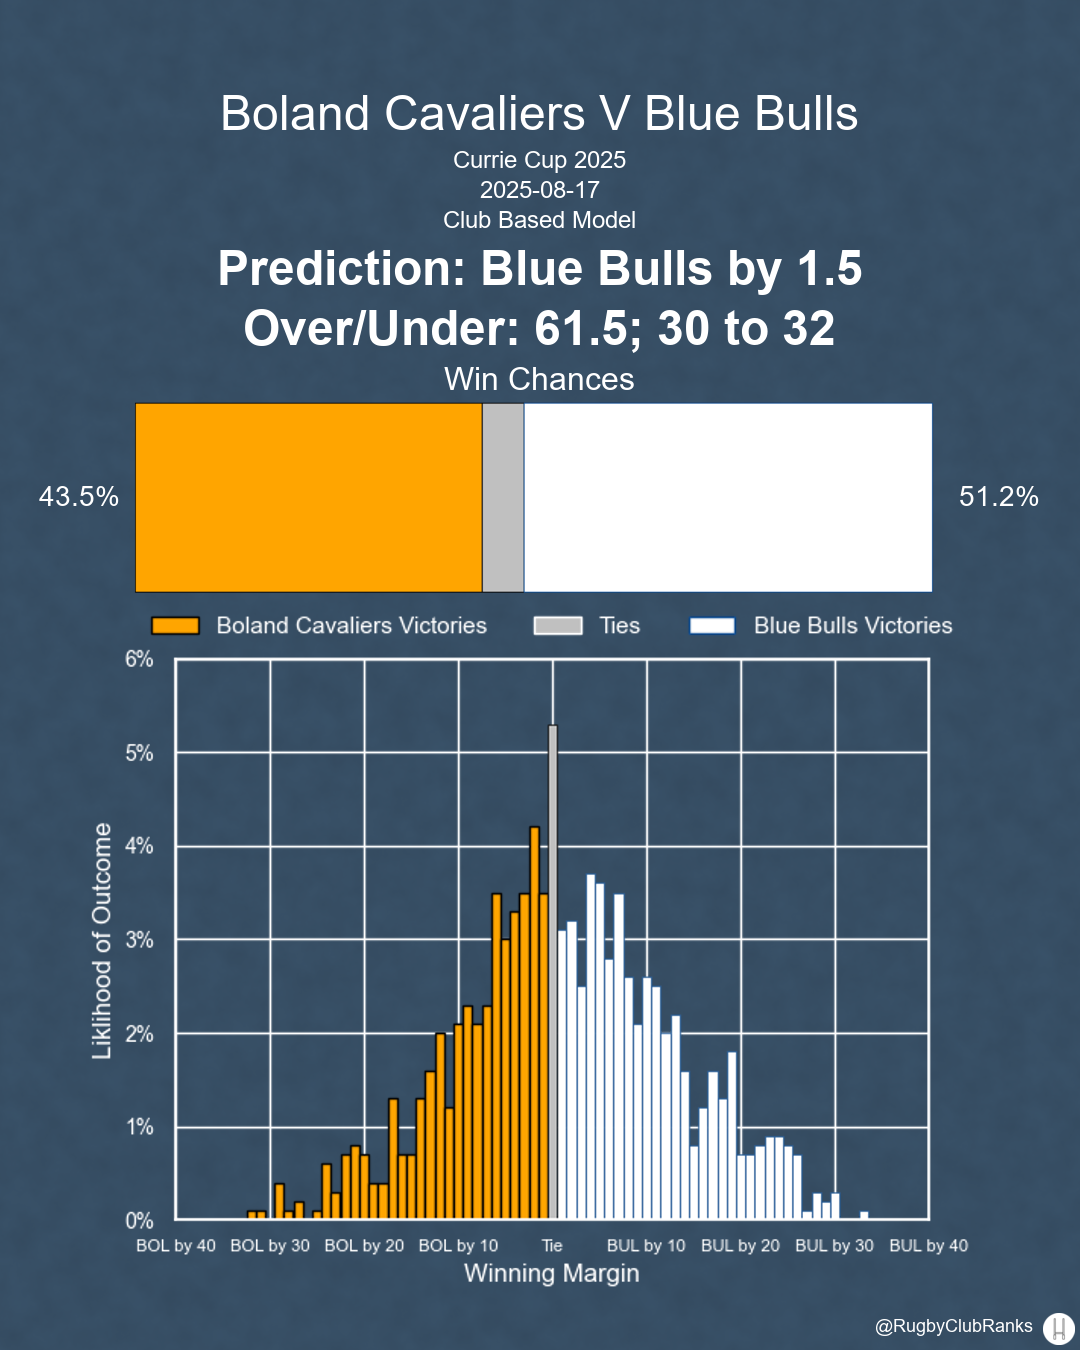 Boland Cavaliers V Blue Bulls
Currie Cup 2025
2025-08-17
Club Based Model
Prediction: Blue Bulls by 1.5
Over/Under: 61.5; 30 to 32
Win Chances
43.5%
51.2%
Boland Cavaliers Victories
Ties
Blue Bulls Victories
6%
5%
4%
3%
2%
1%
0%
Liklihood of Outcome
BOL by 40
BOL by 30
BOL by 20
BOL by 10
Tie
BUL by 10
BUL by 20
BUL by 30
BUL by 40
Winning Margin
@RugbyClubRanks